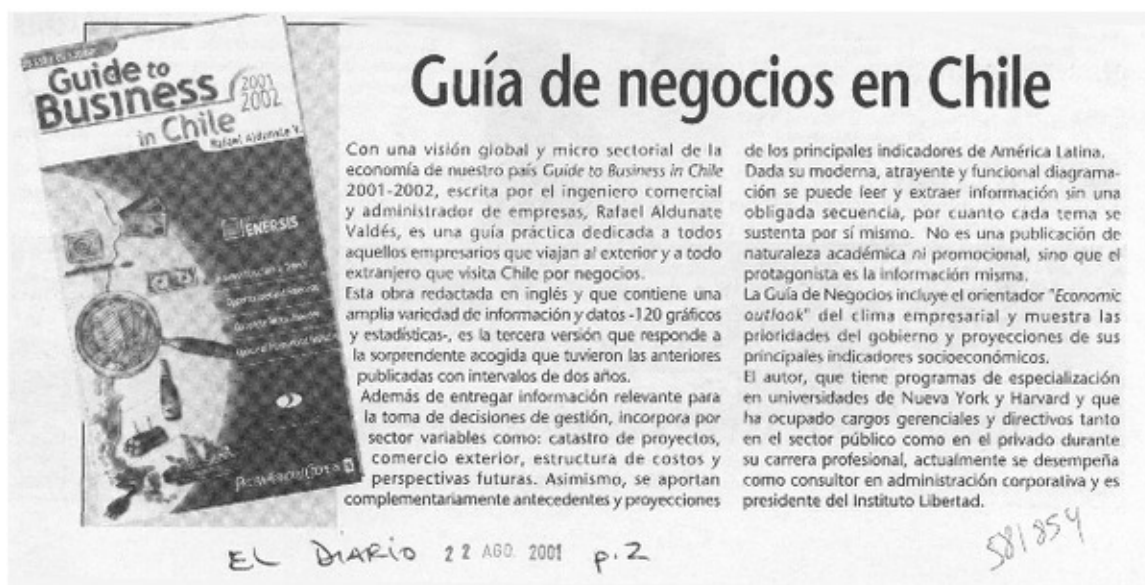 Guide to
Business 2001
2002
in Chile
Rafael Aldunate V.
ENERSIS
Guía de negocios en Chile
Con una visión global y micro sectorial de la
economía de nuestro país Guide to Business in Chile
2001-2002, escrita por el ingeniero comercial
y administrador de empresas, Rafael Aldunate
Valdés, es una guía práctica dedicada a todos
aquellos empresarios que viajan al exterior y a todo
extranjero que visita Chile por negocios.
Esta obra redactada en inglés y que contiene una
amplia variedad de información y datos -120 gráficos
y estadísticas-, es la tercera versión que responde a
la sorprendente acogida que tuvieron las anteriores
publicadas con intervalos de dos años.
Además de entregar información relevante para
la toma de decisiones de gestión, incorpora por
sector variables como: catastro de proyectos,
comercio exterior, estructura de costos y
perspectivas futuras. Asimismo, se aportan
complementariamente antecedentes y proyecciones
de los principales indicadores de América Latina.
Dada su moderna, atrayente y funcional diagrama-
ción se puede leer y extraer información sin una
obligada secuencia, por cuanto cada tema se
sustenta por sí mismo. No es una publicación de
naturaleza académica ni promocional, sino que el
protagonista es la información misma.
La Guía de Negocios incluye el orientador "Economic
outlook" del clima empresarial y muestra las
prioridades del gobierno y proyecciones de sus
principales indicadores socioeconómicos.
El autor, que tiene programas de especialización
en universidades de Nueva York y Harvard y que
ha ocupado cargos gerenciales y directivos tanto
en el sector público como en el privado durante
su carrera profesional, actualmente se desempeña
como consultor en administración corporativa y es
presidente del Instituto Libertad.
EL DIARIO 22 AGO. 2001 p. 2
581854